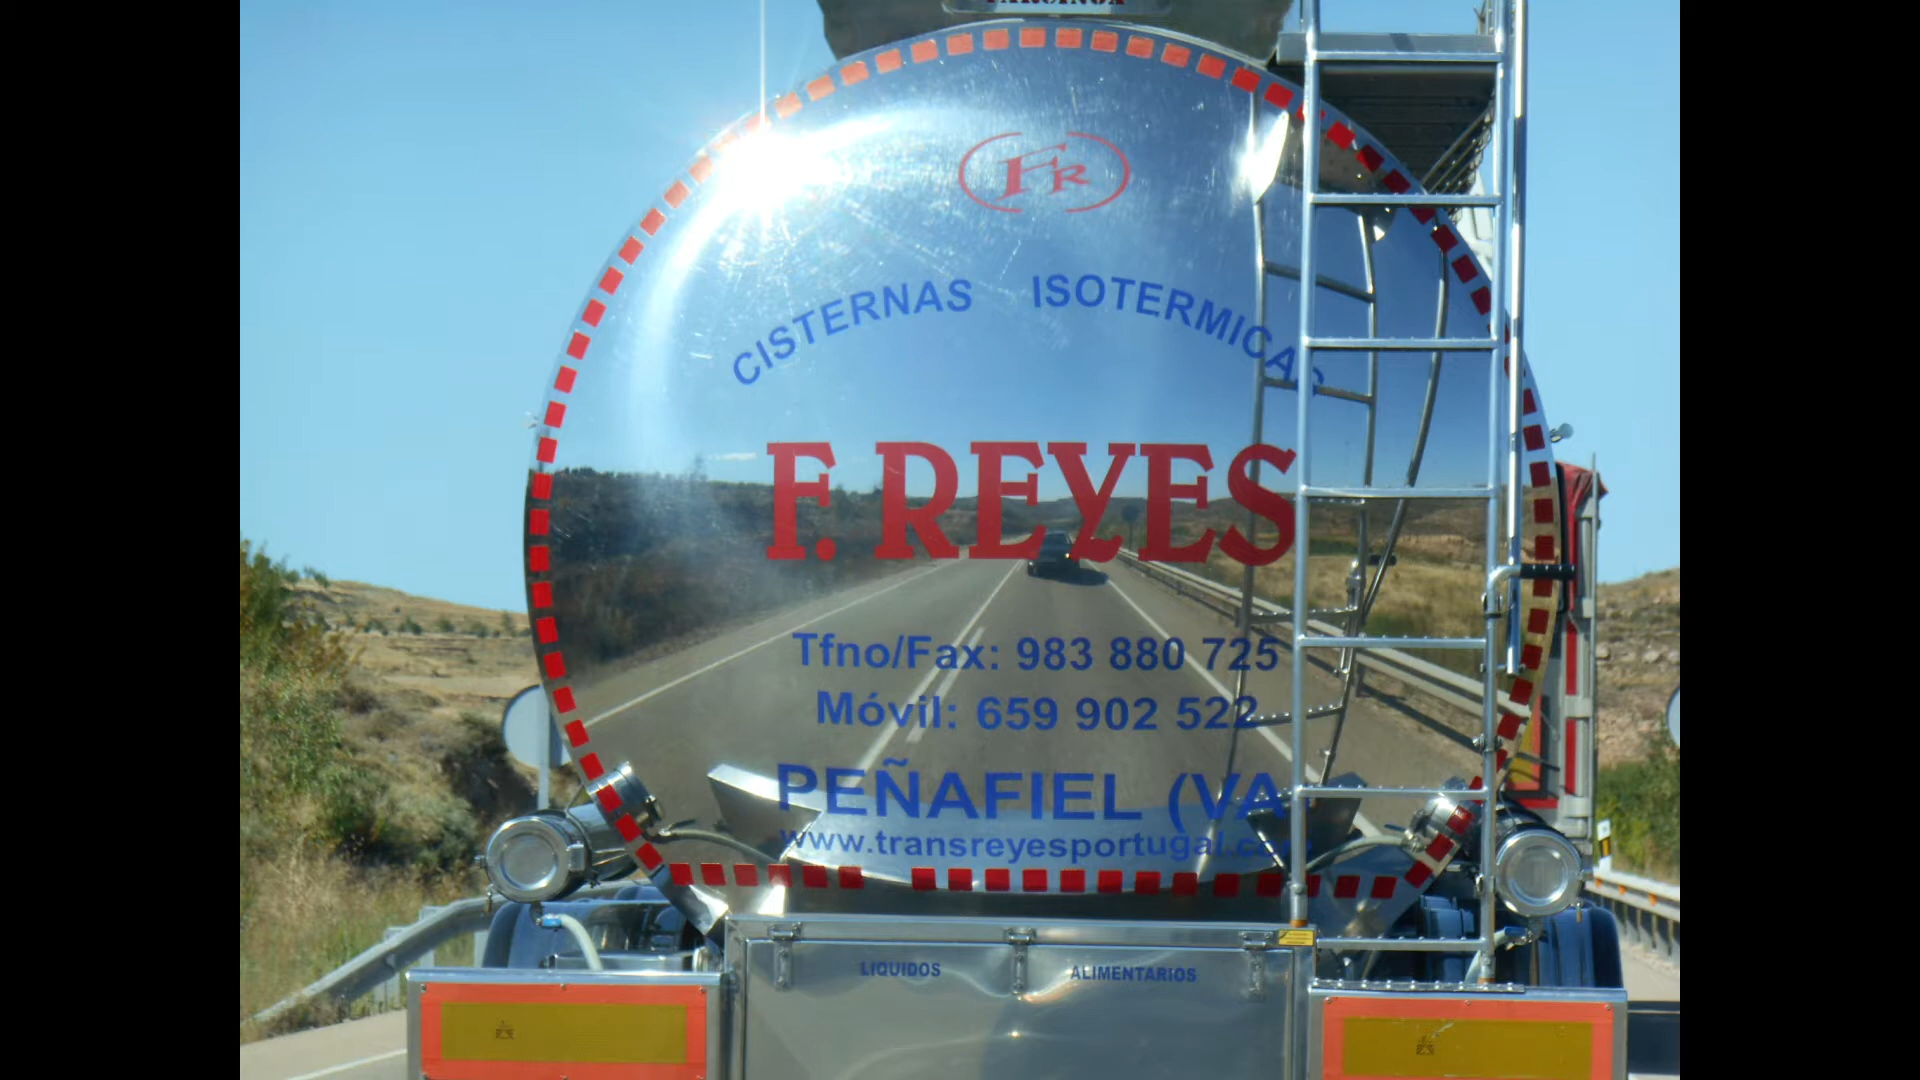 FR
CISTERNAS ISOTERMICAS
F. REYES
Tfno/Fax: 983 880 725
Móvil: 659 902 522
PEÑAFIEL (VA
www.transreyesportugal.co
LIQUIDOS ALIMENTARIOS